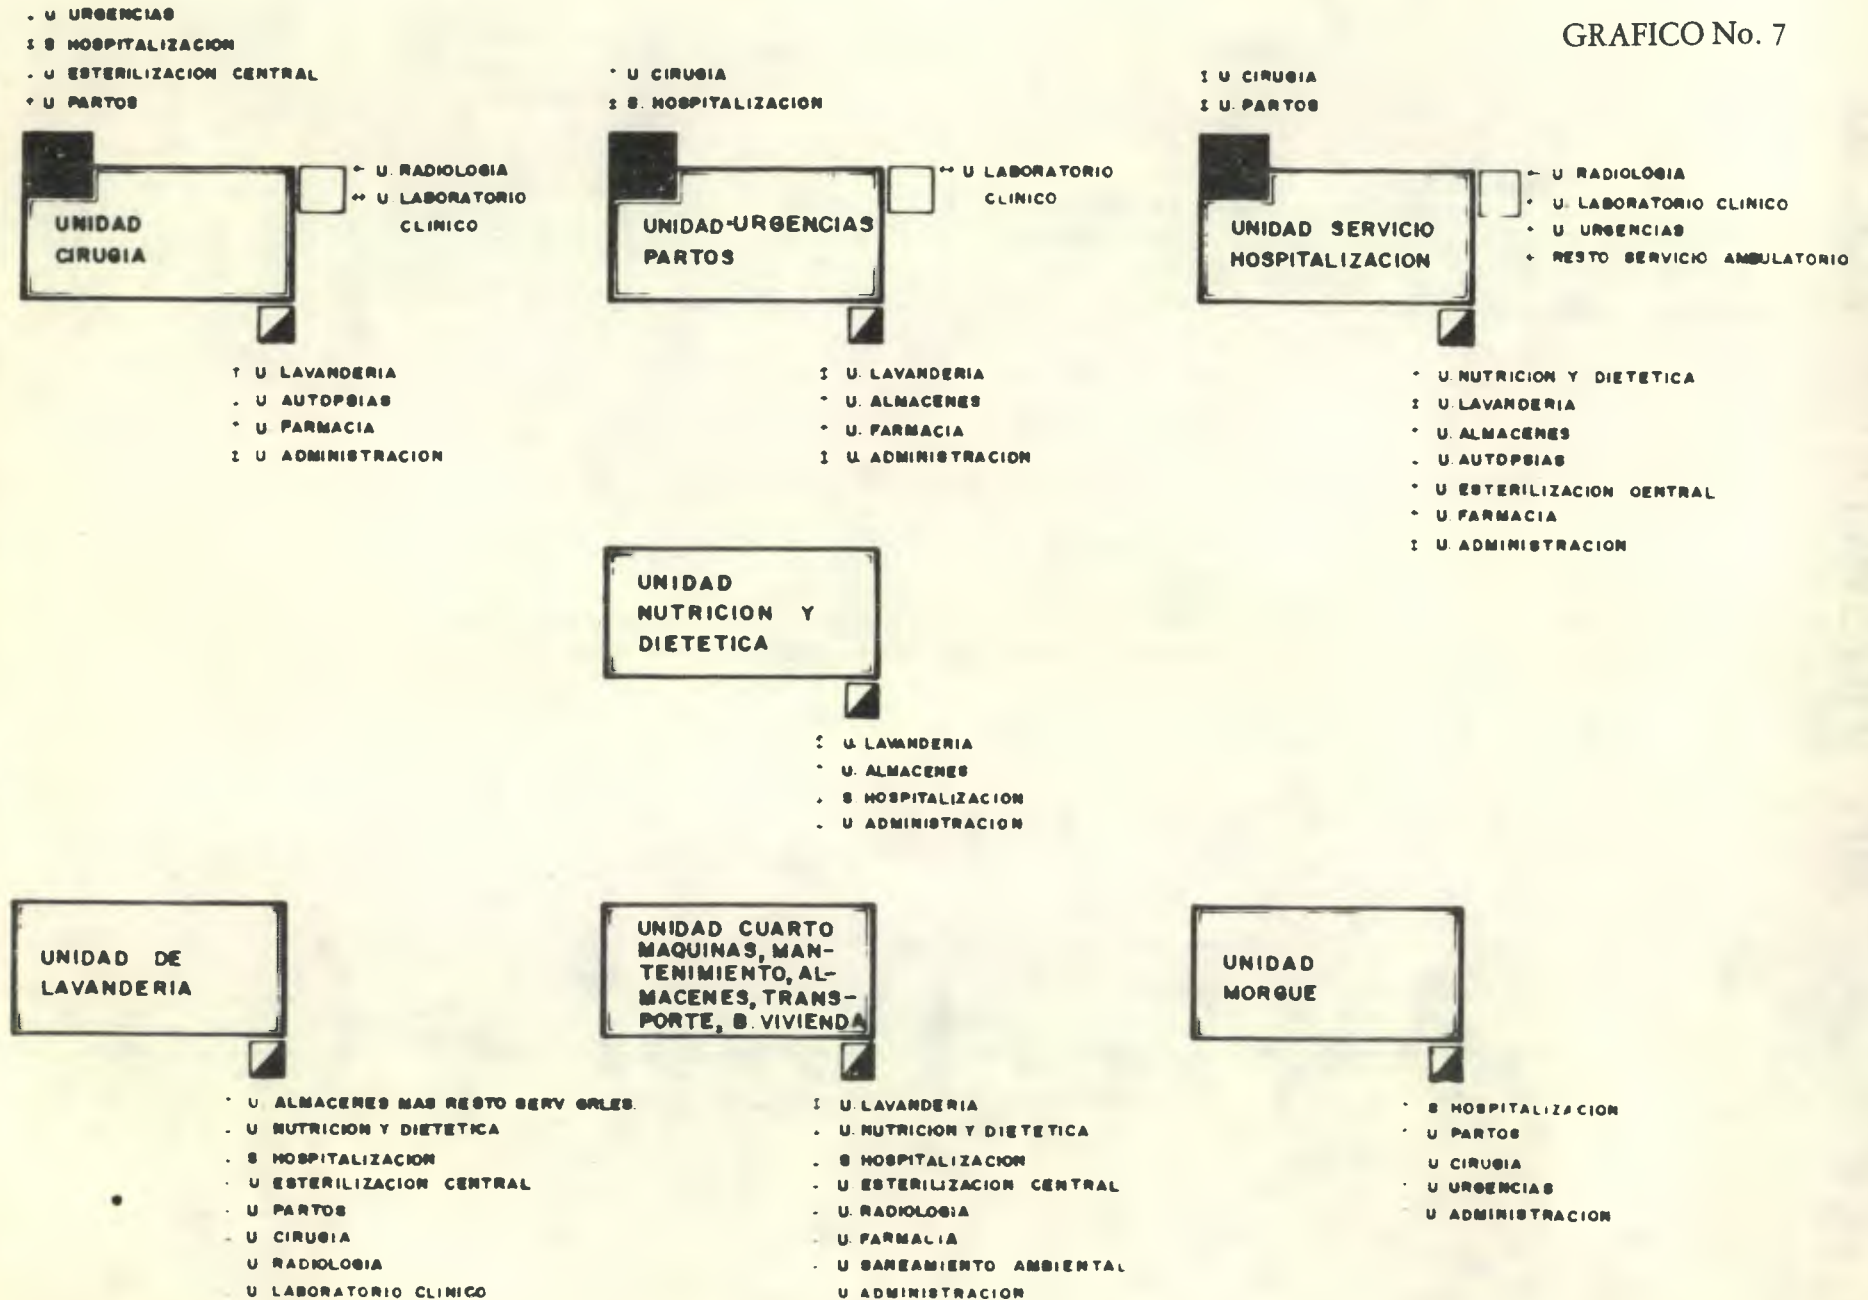 GRAFICO No. 7
. U URGENCIAS
S HOSPITALIZACION
. U ESTERILIZACION CENTRAL
U PARTOS
UNIDAD
CIRUGIA
← U. RADIOLOGIA
↔ U. LABORATORIO
CLINICO
↑ U LAVANDERIA
. U AUTOPSIAS
U FARMACIA
U ADMINISTRACION
U CIRUGIA
S. HOSPITALIZACION
UNIDAD-URGENCIAS
PARTOS
↔ U LABORATORIO
CLINICO
U. LAVANDERIA
U. ALMACENES
U. FARMACIA
U. ADMINISTRACION
U CIRUGIA
U. PARTOS
UNIDAD SERVICIO
HOSPITALIZACION
← U RADIOLOGIA
U. LABORATORIO CLINICO
U URGENCIAS
RESTO SERVICIO AMBULATORIO
U. NUTRICION Y DIETETICA
U. LAVANDERIA
U. ALMACENES
U. AUTOPSIAS
U ESTERILIZACION CENTRAL
U. FARMACIA
U. ADMINISTRACION
UNIDAD
NUTRICION Y
DIETETICA
U. LAVANDERIA
U. ALMACENES
S HOSPITALIZACION
U ADMINISTRACION
UNIDAD DE
LAVANDERIA
U. ALMACENES MAS RESTO SERV GRLES.
U NUTRICION Y DIETETICA
S HOSPITALIZACION
U ESTERILIZACION CENTRAL
U PARTOS
U CIRUGIA
U RADIOLOGIA
U LABORATORIO CLINICO
UNIDAD CUARTO
MAQUINAS, MAN-
TENIMIENTO, AL-
MACENES, TRANS-
PORTE, B. VIVIENDA
U. LAVANDERIA
U. NUTRICION Y DIETETICA
S HOSPITALIZACION
U ESTERILIZACION CENTRAL
U. RADIOLOGIA
U. FARMALIA
U SANEAMIENTO AMBIENTAL
U ADMINISTRACION
UNIDAD
MORGUE
S HOSPITALIZACION
U PARTOS
U CIRUGIA
U URGENCIAS
U ADMINISTRACION